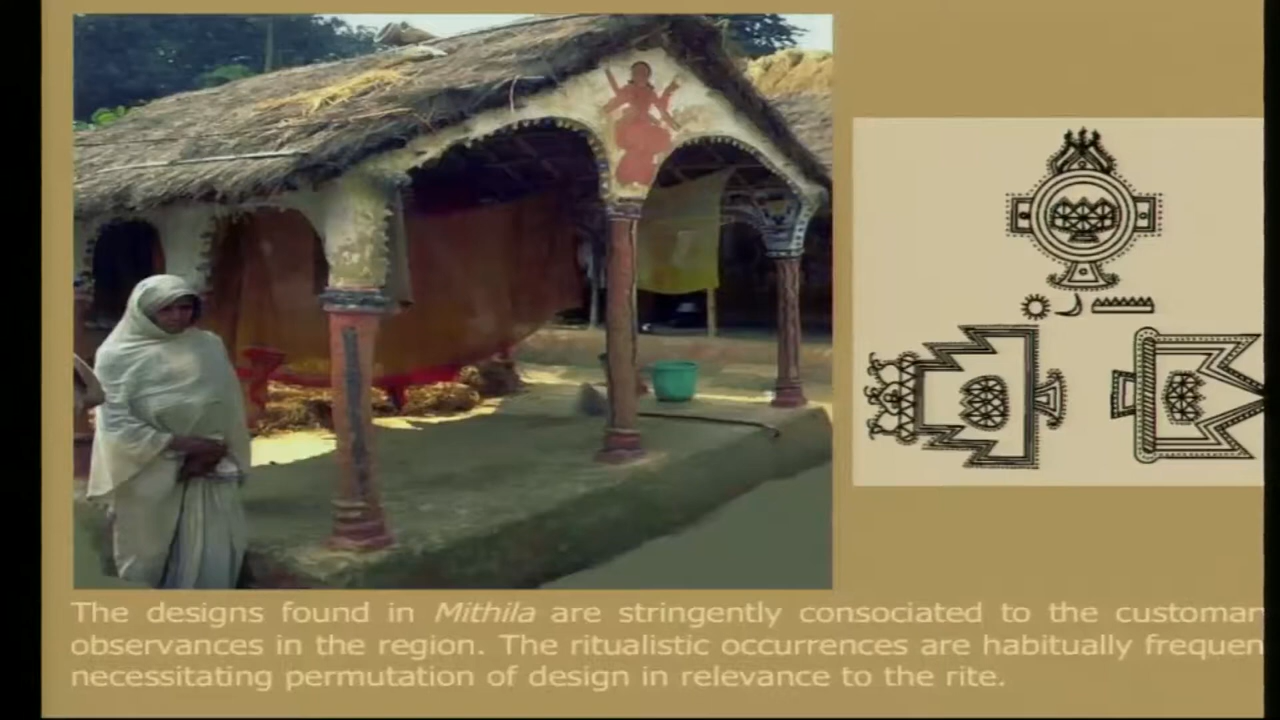 The designs found in Mithila are stringently consociated to the customar
observances in the region. The ritualistic occurrences are habitually frequen
necessitating permutation of design in relevance to the rite.